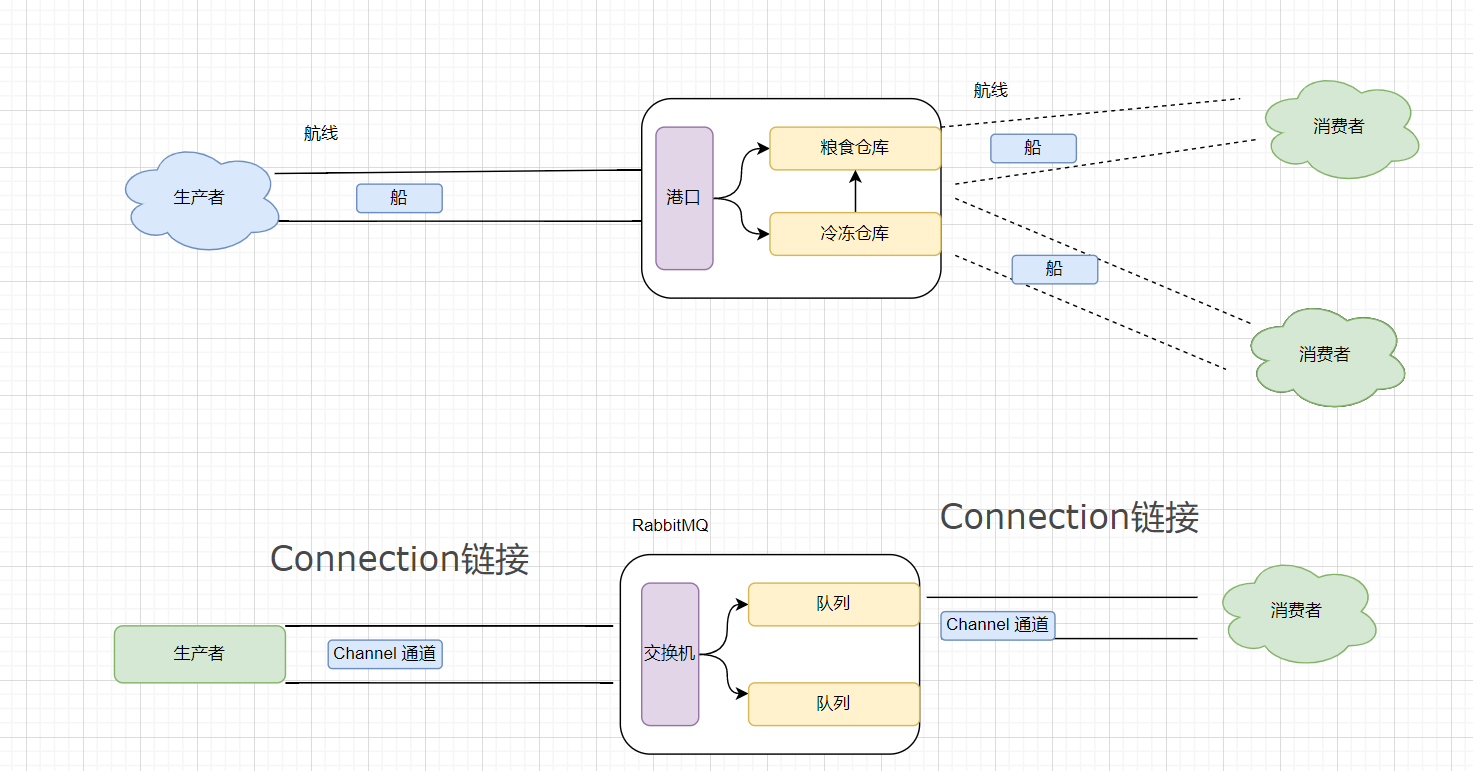 航线
航线
生产者
船
港口
粮食仓库
冷冻仓库
船
船
消费者
消费者
RabbitMQ
Connection链接
Connection链接
生产者
Channel 通道
交换机
队列
队列
Channel 通道
消费者